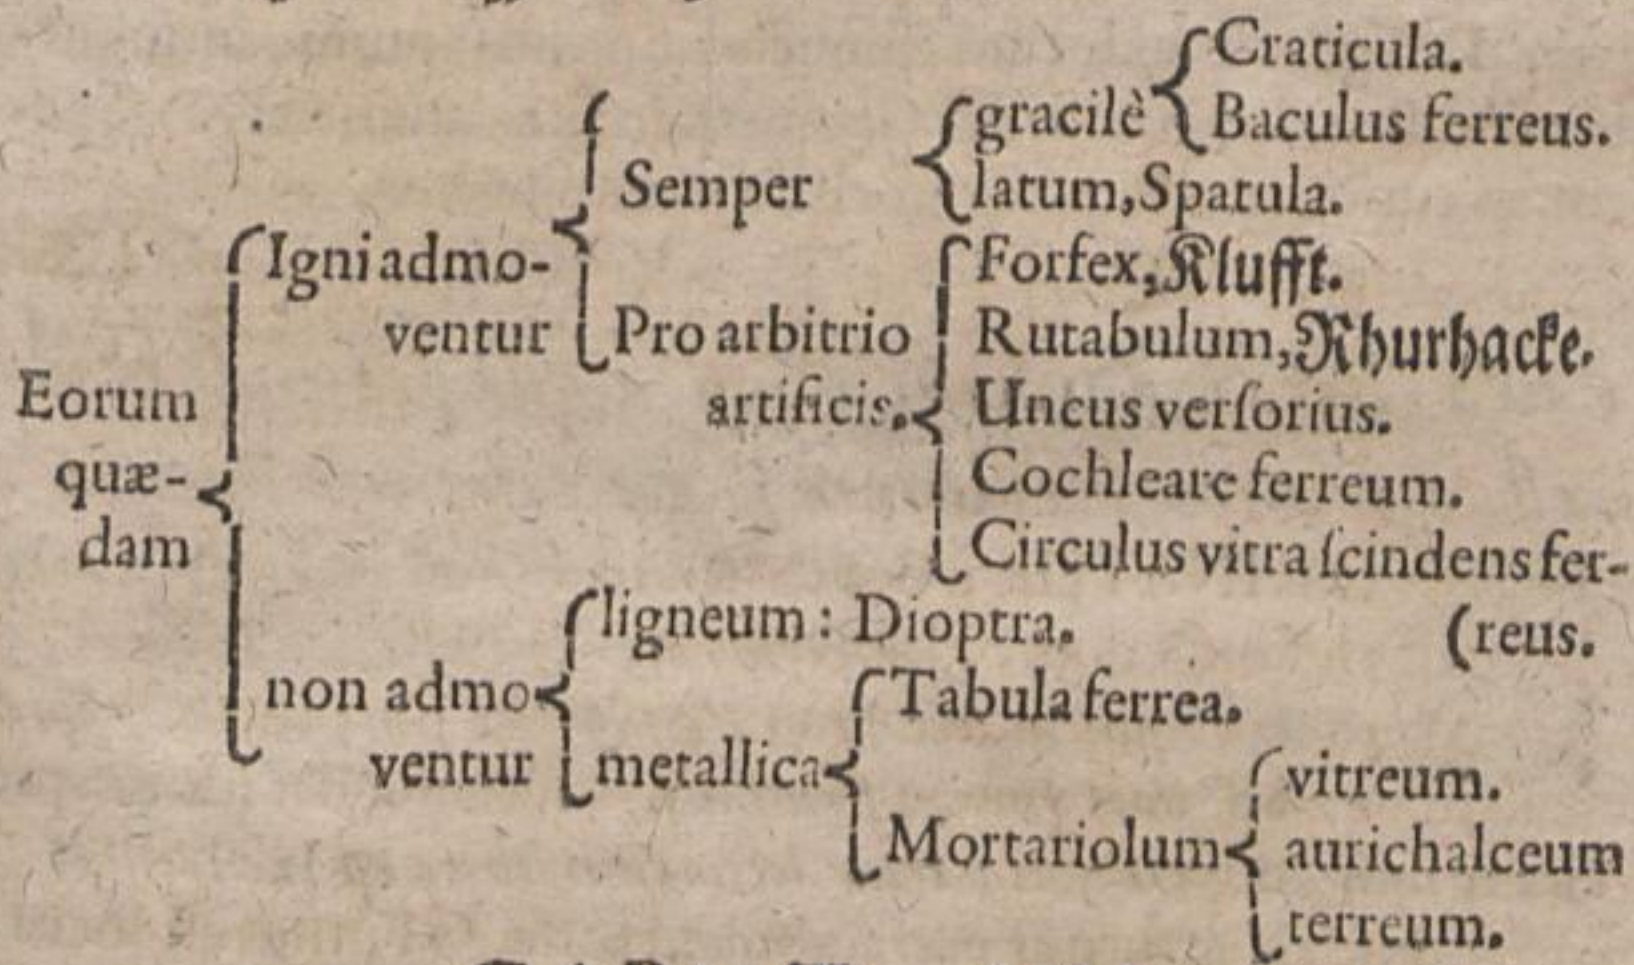 Craticula.
gracilè Baculus ferreus.
Semper latum, Spatula.
Igni admo- Forfex, Klufft.
ventur Pro arbitrio Rutabulum, Rhurhacke.
Eorum artificis. Uncus verſorius.
quæ- Cochleare ferreum.
dam Circulus vitra ſcindens fer-
ligneum: Dioptra. (reus.
non admo Tabula ferrea.
ventur metallica vitreum.
Mortariolum aurichalceum
terreum.